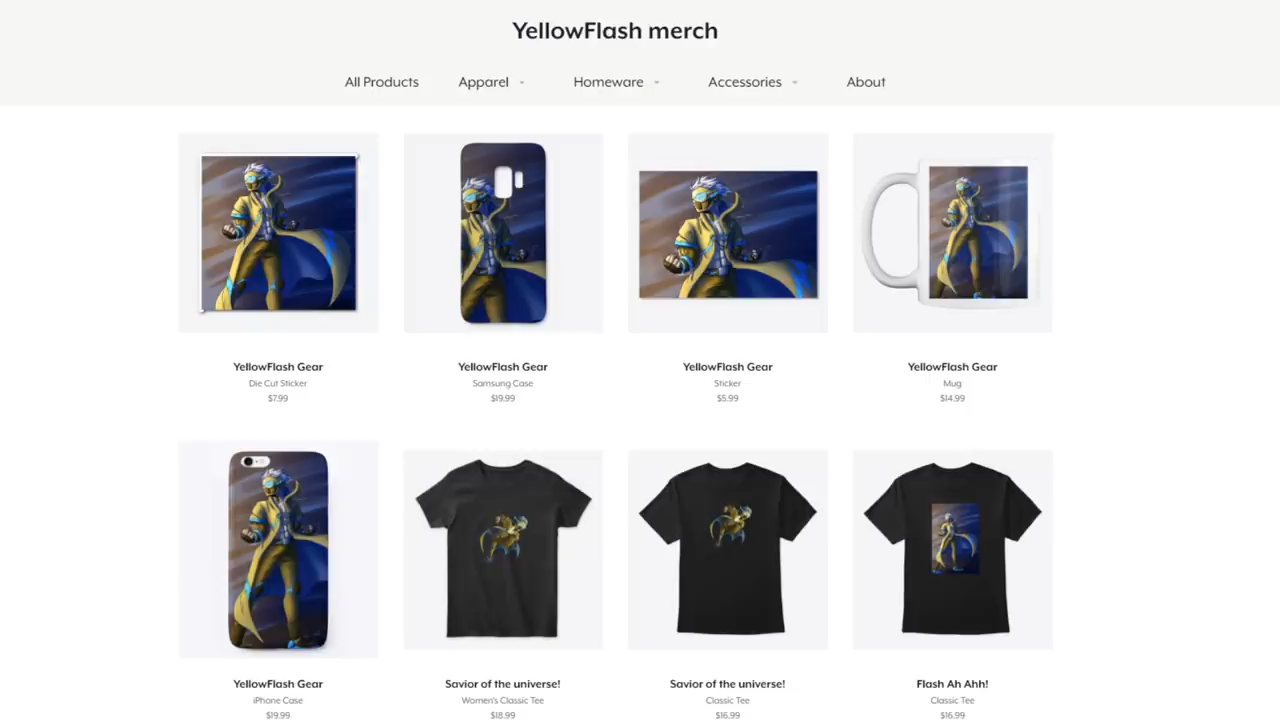 YellowFlash merch
All Products Apparel Homeware Accessories About
YellowFlash Gear YellowFlash Gear YellowFlash Gear YellowFlash Gear
Die Cut Sticker Samsung Case Sticker Mug
$7.99 $19.99 $5.99 $14.99
YellowFlash Gear Savior of the universe! Savior of the universe! Flash Ah Ahh!
iPhone Case Women's Classic Tee Classic Tee Classic Tee
$19.99 $18.99 $16.99 $16.99